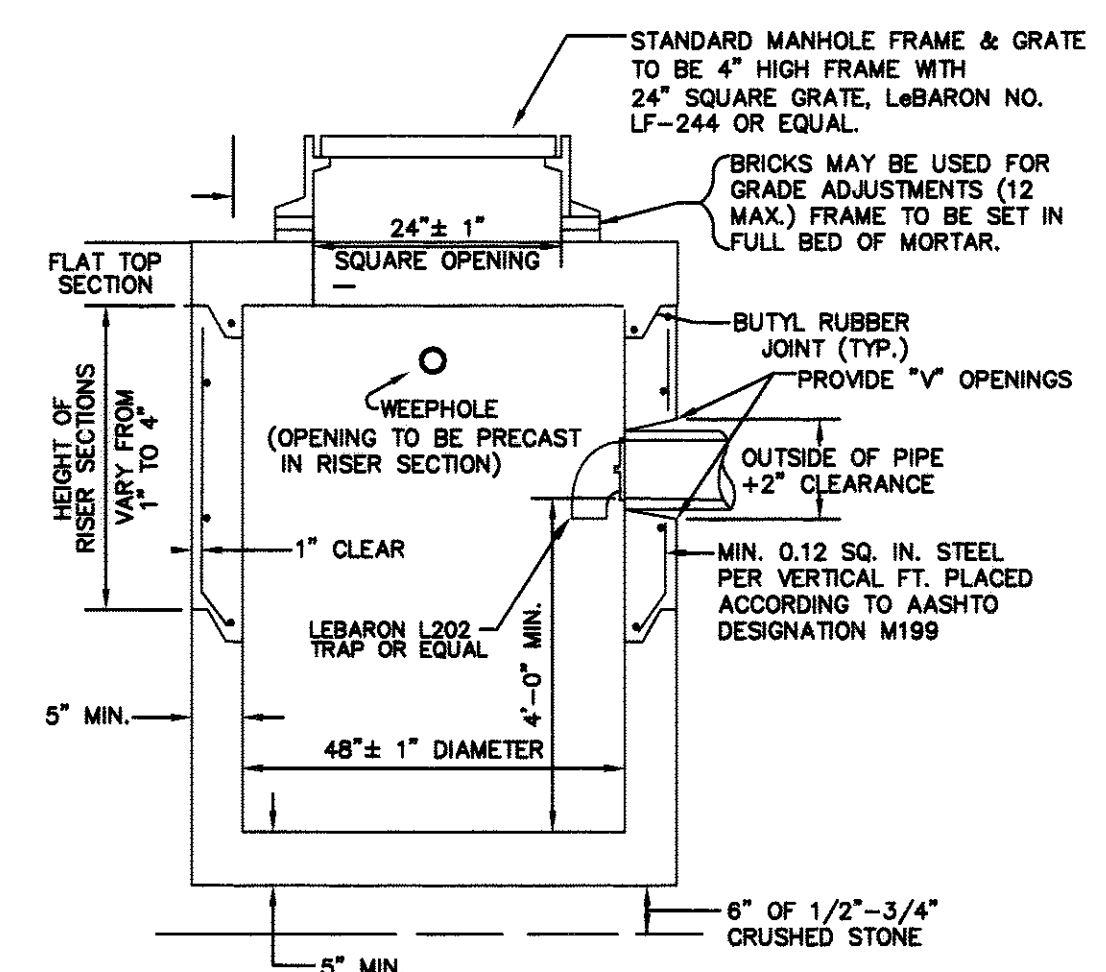 STANDARD MANHOLE FRAME & GRATE
TO BE 4" HIGH FRAME WITH
24" SQUARE GRATE, LeBARON NO.
LF-244 OR EQUAL.
BRICKS MAY BE USED FOR
GRADE ADJUSTMENTS (12
MAX.) FRAME TO BE SET IN
FULL BED OF MORTAR.
24"± 1"
SQUARE OPENING
FLAT TOP
SECTION
BUTYL RUBBER
JOINT (TYP.)
PROVIDE "V" OPENINGS
WEEPHOLE
(OPENING TO BE PRECAST
IN RISER SECTION)
HEIGHT OF
RISER SECTIONS
VARY FROM
1" TO 4"
OUTSIDE OF PIPE
+2" CLEARANCE
1" CLEAR
MIN. 0.12 SQ. IN. STEEL
PER VERTICAL FT. PLACED
ACCORDING TO AASHTO
DESIGNATION M199
LEBARON L202
TRAP OR EQUAL
4'-0" MIN.
5" MIN.
48"± 1" DIAMETER
6" OF 1/2"-3/4"
CRUSHED STONE
5" MIN